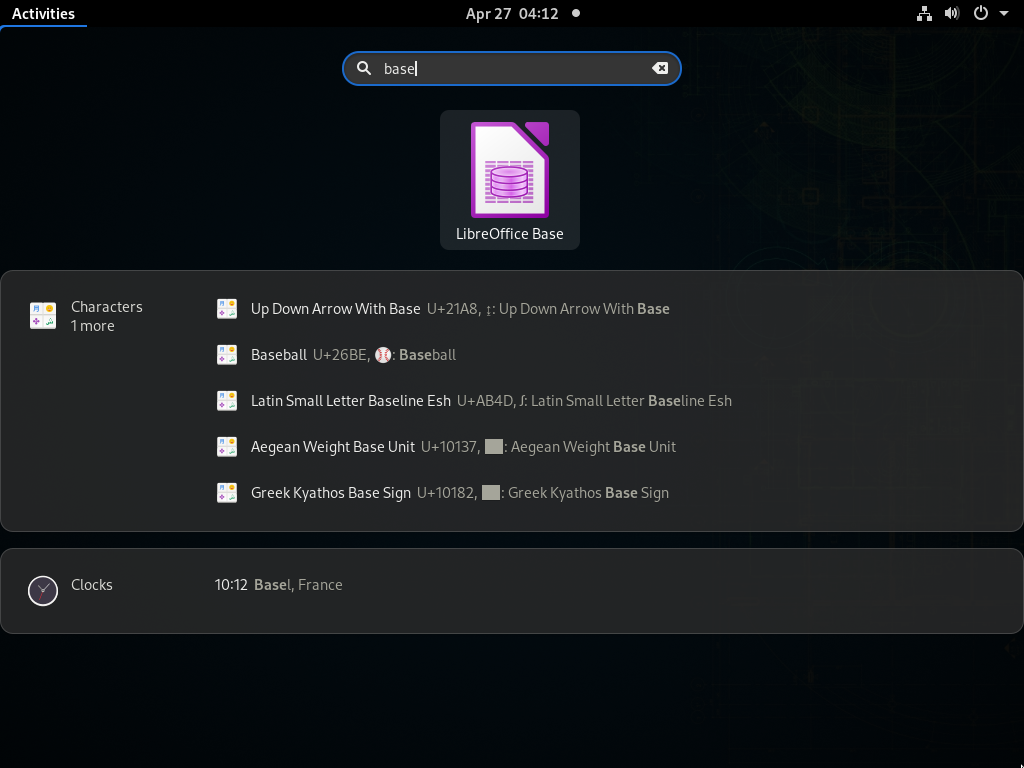 Activities
Apr 27 04:12
base
LibreOffice Base
Characters
1 more
Up Down Arrow With Base U+21A8, ↨: Up Down Arrow With Base
Baseball U+26BE, ⚾: Baseball
Latin Small Letter Baseline Esh U+AB4D, ꭍ: Latin Small Letter Baseline Esh
Aegean Weight Base Unit U+10137, : Aegean Weight Base Unit
Greek Kyathos Base Sign U+10182, : Greek Kyathos Base Sign
Clocks
10:12 Basel, France